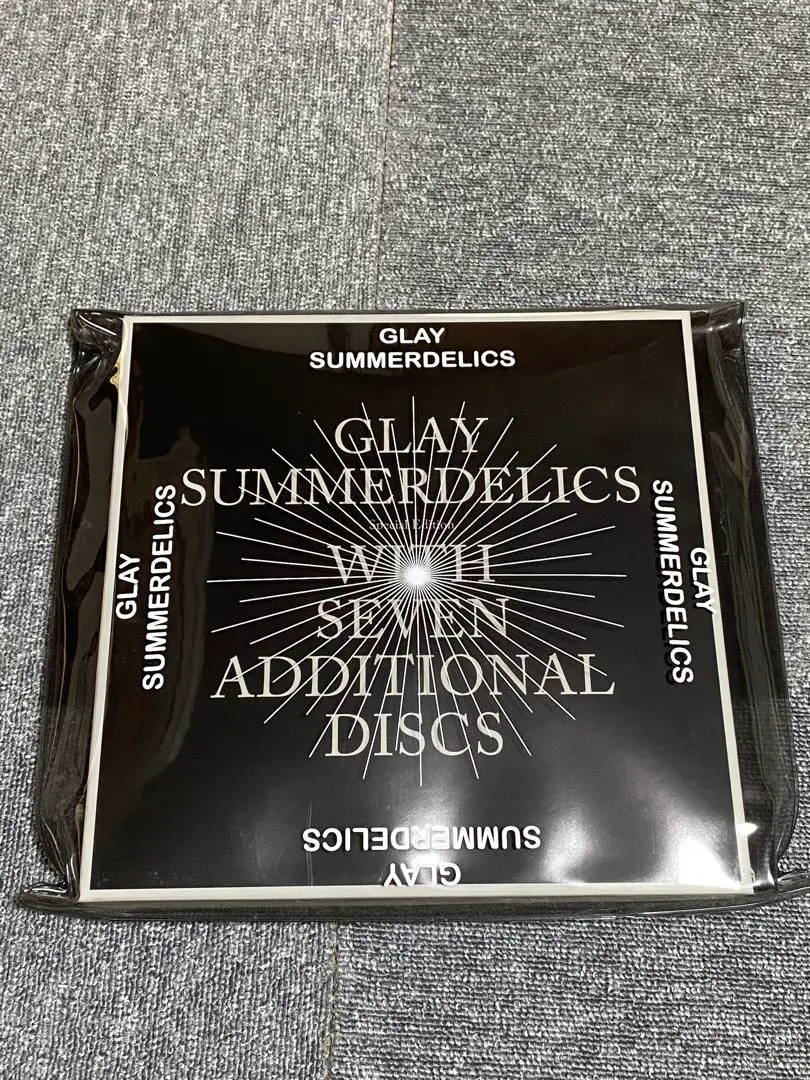 GLAY
SUMMERDELICS
GLAY
SUMMERDELICS
Special Edition
WITH
SEVEN
ADDITIONAL
DISCS
GLAY
SUMMERDELICS
GLAY
SUMMERDELICS
GLAY
SUMMERDELICS